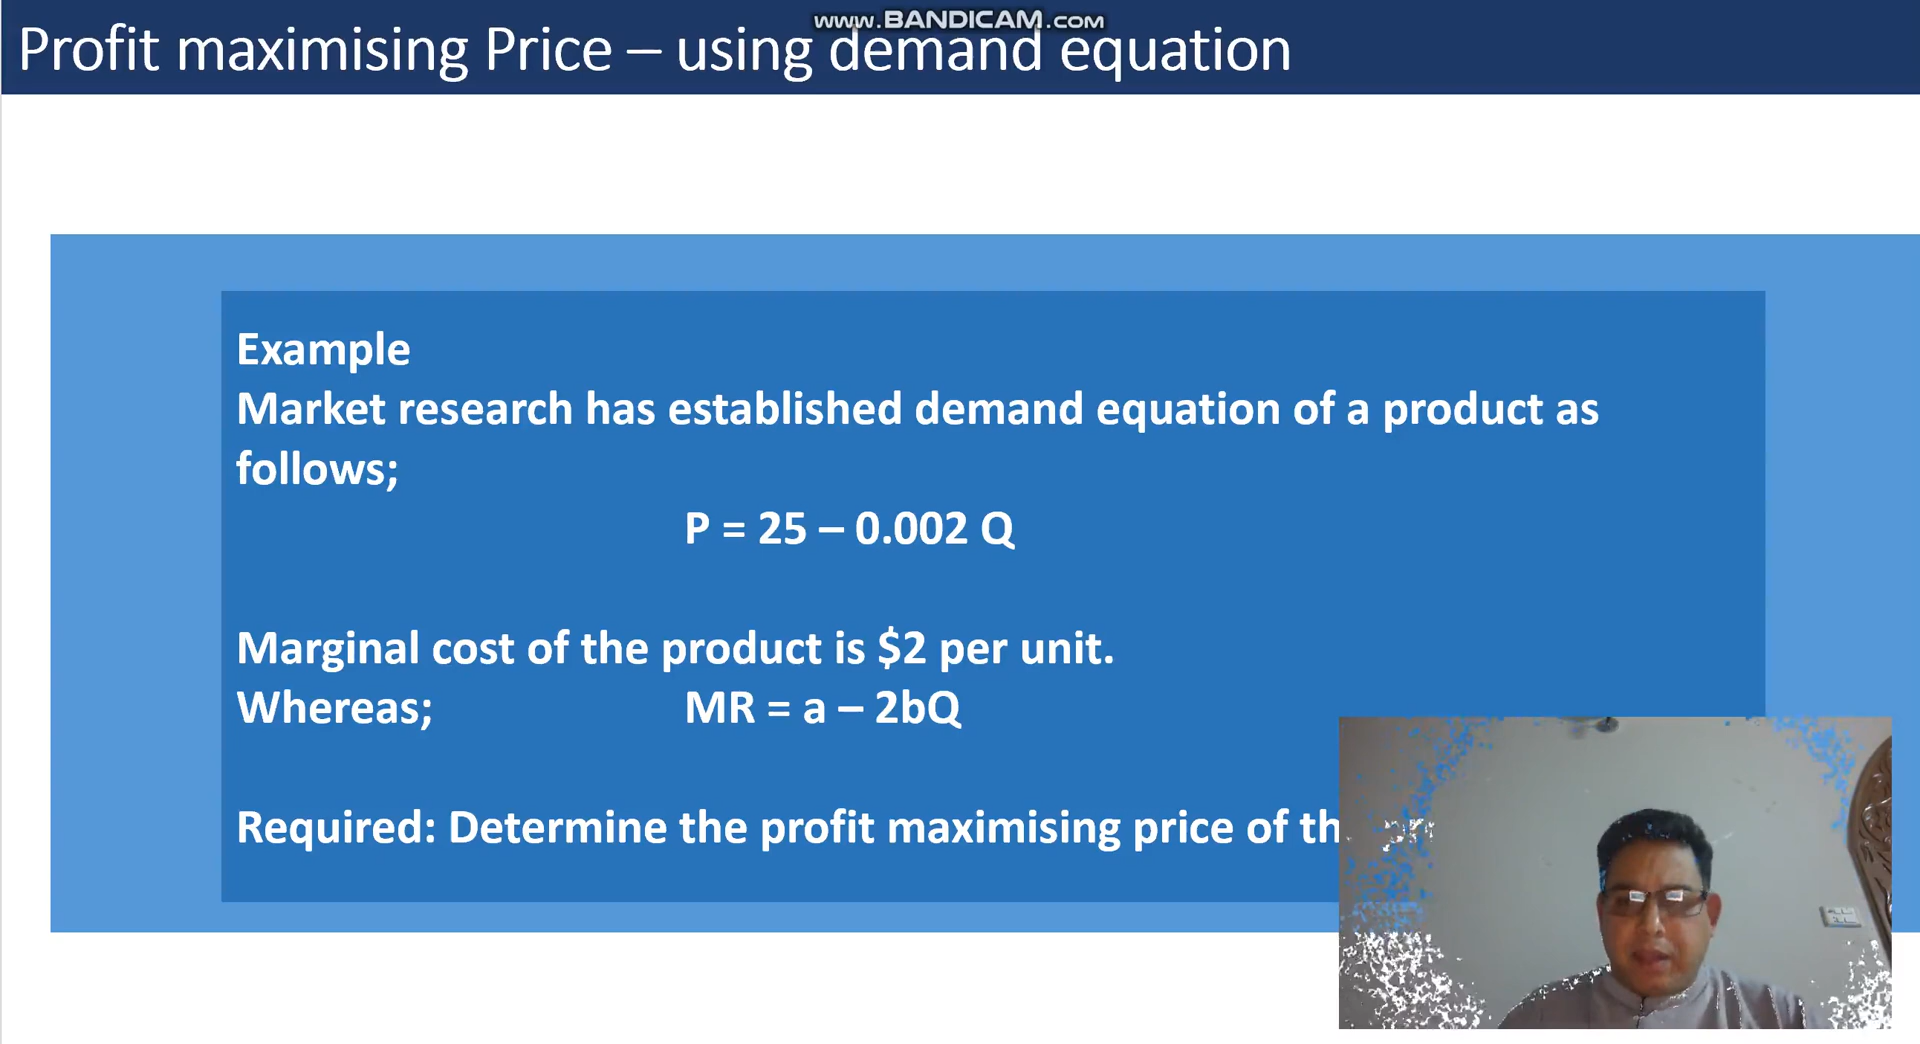 www.BANDICAM.com
Profit maximising Price – using demand equation
Example
Market research has established demand equation of a product as
follows;
P = 25 – 0.002 Q
Marginal cost of the product is $2 per unit.
Whereas; MR = a – 2bQ
Required: Determine the profit maximising price of